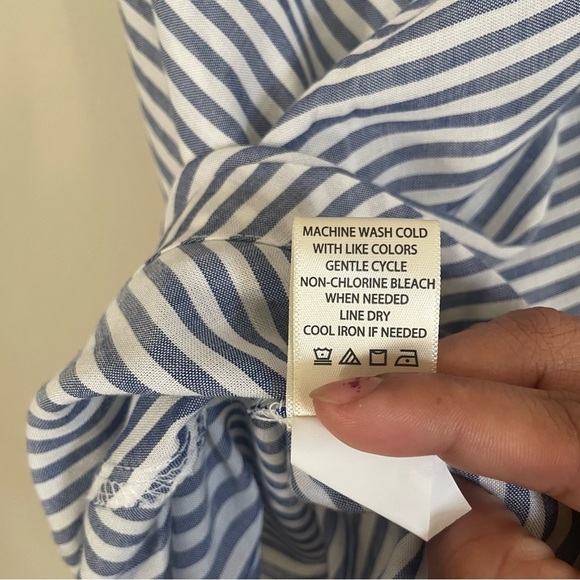 MACHINE WASH COLD
WITH LIKE COLORS
GENTLE CYCLE
NON-CHLORINE BLEACH
WHEN NEEDED
LINE DRY
COOL IRON IF NEEDED